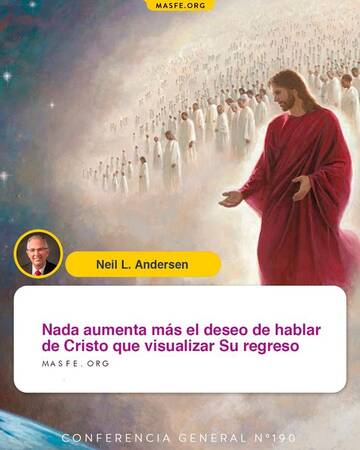 MASFE.ORG
Neil L. Andersen
Nada aumenta más el deseo de hablar
de Cristo que visualizar Su regreso
MASFE.ORG
CONFERENCIA GENERAL Nº190